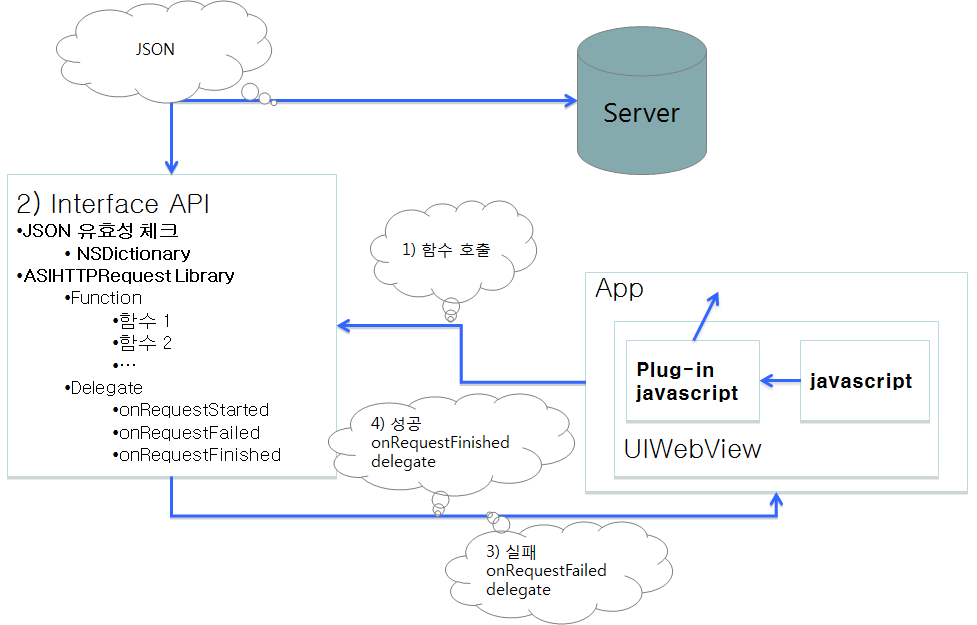 JSON
Server
2) Interface API
•JSON 유효성 체크
• NSDictionary
•ASIHTTPRequest Library
•Function
•함수 1
•함수 2
•…
•Delegate
•onRequestStarted
•onRequestFailed
•onRequestFinished
1) 함수 호출
App
Plug-in
javascript
javascript
UIWebView
4) 성공
onRequestFinished
delegate
3) 실패
onRequestFailed
delegate